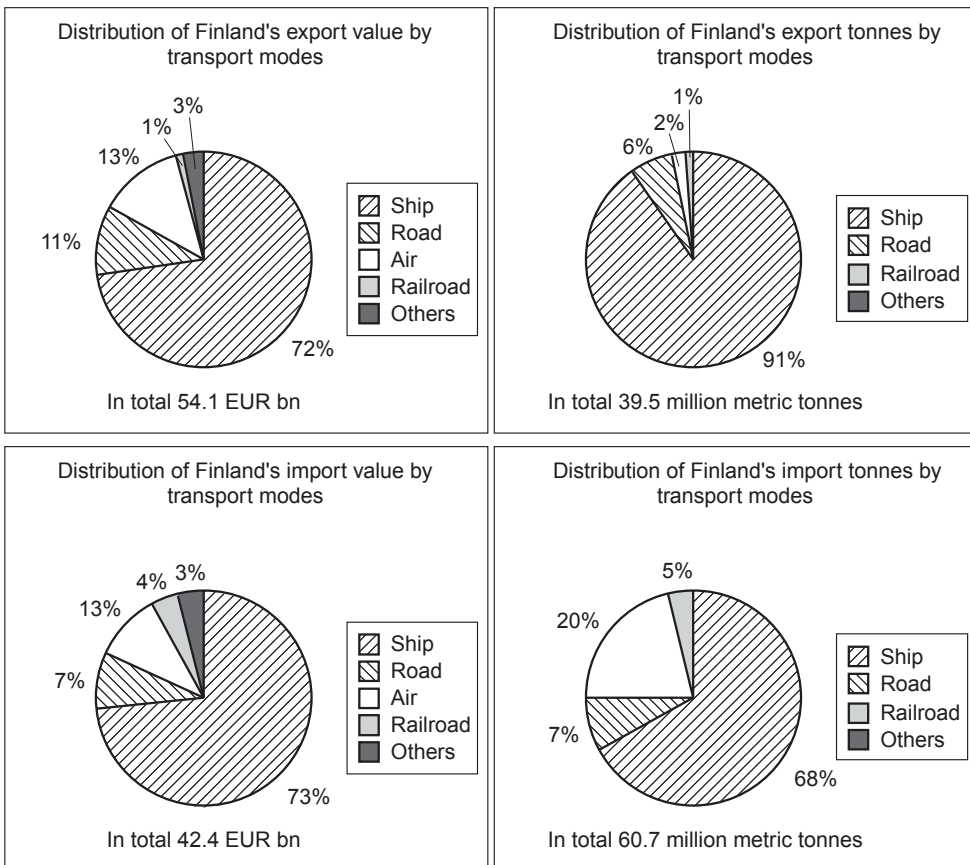 Distribution of Finland's export value by
transport modes
3%
1%
13%
11%
72%
Ship
Road
Air
Railroad
Others
In total 54.1 EUR bn
Distribution of Finland's export tonnes by
transport modes
1%
2%
6%
91%
Ship
Road
Railroad
Others
In total 39.5 million metric tonnes
Distribution of Finland's import value by
transport modes
4%
3%
13%
7%
73%
Ship
Road
Air
Railroad
Others
In total 42.4 EUR bn
Distribution of Finland's import tonnes by
transport modes
5%
20%
7%
68%
Ship
Road
Railroad
Others
In total 60.7 million metric tonnes